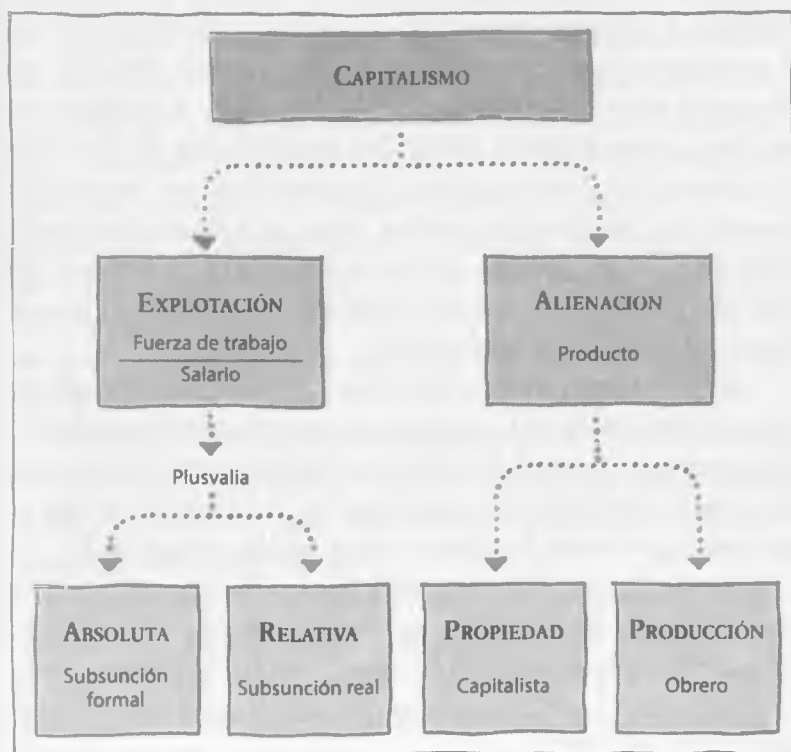 CAPITALISMO
EXPLOTACIÓN
Fuerza de trabajo
Salario
ALIENACION
Producto
Plusvalia
ABSOLUTA
Subsunción
formal
RELATIVA
Subsunción real
PROPIEDAD
Capitalista
PRODUCCIÓN
Obrero